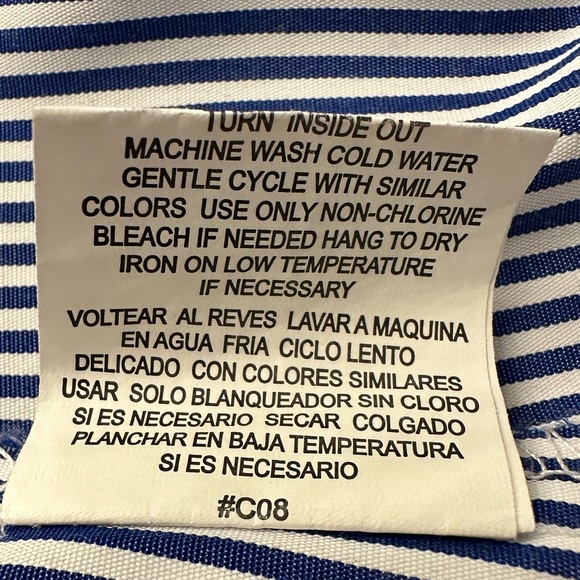 TURN INSIDE OUT
MACHINE WASH COLD WATER
GENTLE CYCLE WITH SIMILAR
COLORS USE ONLY NON-CHLORINE
BLEACH IF NEEDED HANG TO DRY
IRON ON LOW TEMPERATURE
IF NECESSARY
VOLTEAR AL REVES LAVAR A MAQUINA
EN AGUA FRIA CICLO LENTO
DELICADO CON COLORES SIMILARES
USAR SOLO BLANQUEADOR SIN CLORO
SI ES NECESARIO SECAR COLGADO
PLANCHAR EN BAJA TEMPERATURA
SI ES NECESARIO
#C08